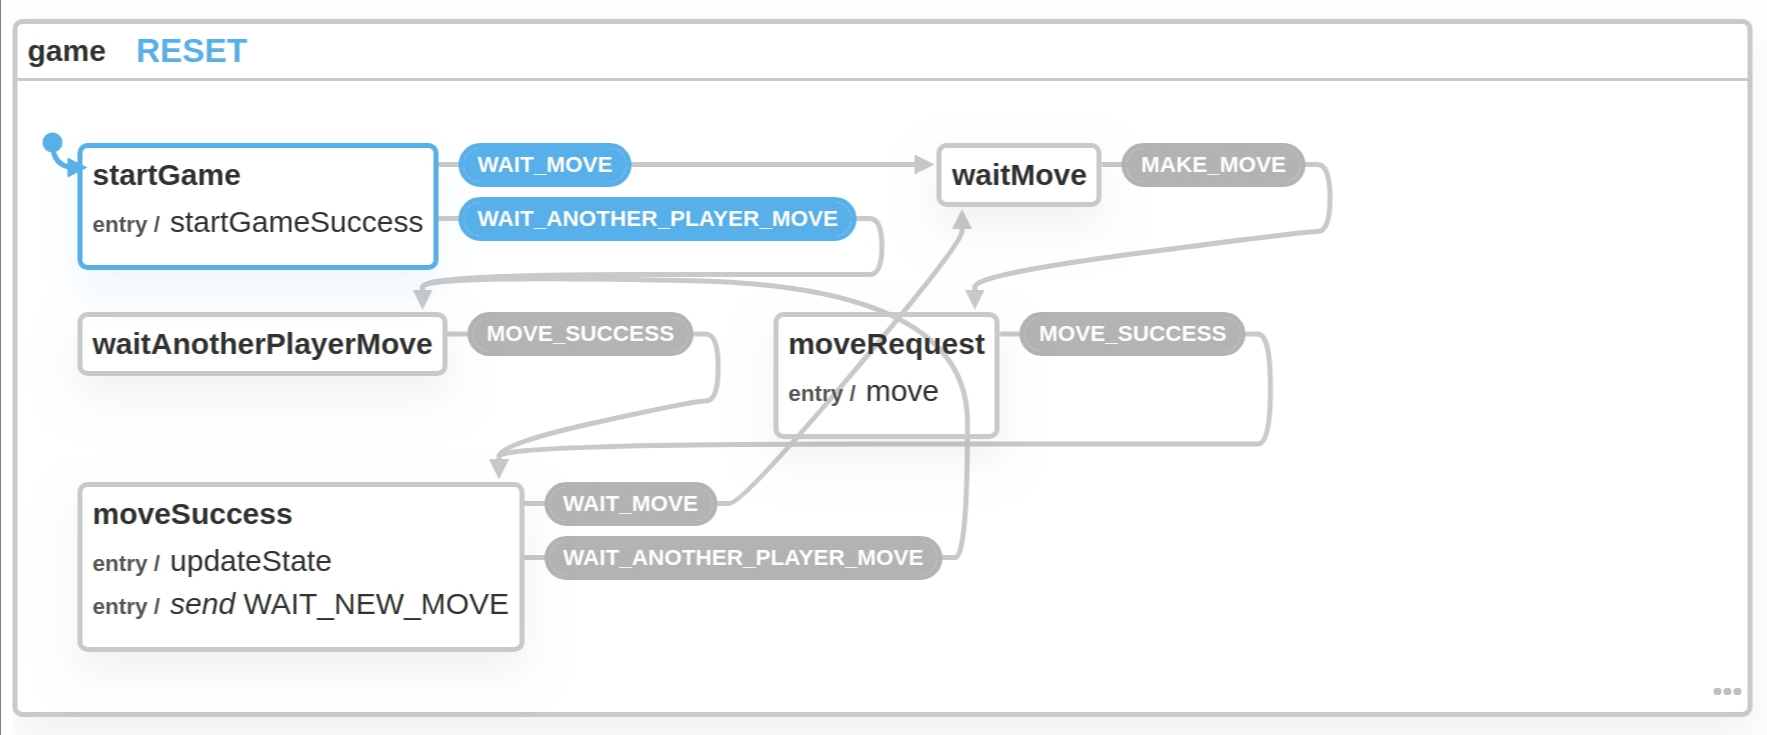 game RESET
startGame
entry / startGameSuccess
WAIT_MOVE
WAIT_ANOTHER_PLAYER_MOVE
waitMove
MAKE_MOVE
waitAnotherPlayerMove
MOVE_SUCCESS
moveRequest
entry / move
MOVE_SUCCESS
moveSuccess
entry / updateState
entry / send WAIT_NEW_MOVE
WAIT_MOVE
WAIT_ANOTHER_PLAYER_MOVE